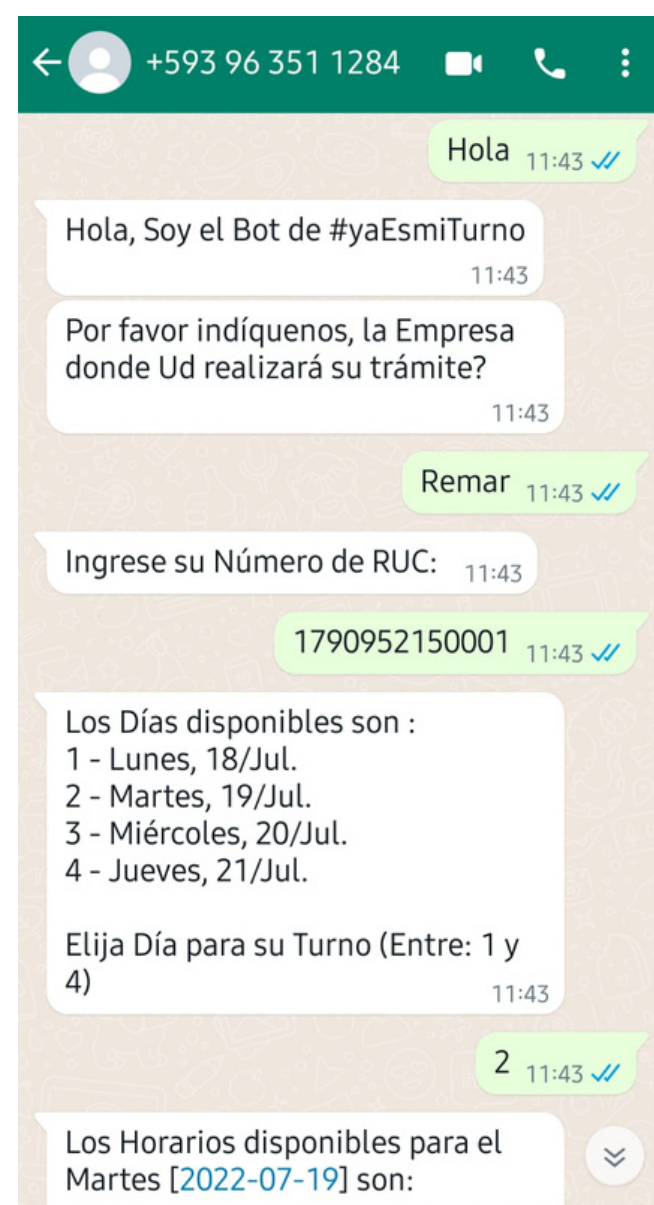 +593 96 351 1284
Hola 11:43
Hola, Soy el Bot de #yaEsmiTurno
11:43
Por favor indíquenos, la Empresa
donde Ud realizará su trámite?
11:43
Remar 11:43
Ingrese su Número de RUC: 11:43
1790952150001 11:43
Los Días disponibles son :
1 - Lunes, 18/Jul.
2 - Martes, 19/Jul.
3 - Miércoles, 20/Jul.
4 - Jueves, 21/Jul.
Elija Día para su Turno (Entre: 1 y
4) 11:43
2 11:43
Los Horarios disponibles para el
Martes [2022-07-19] son: